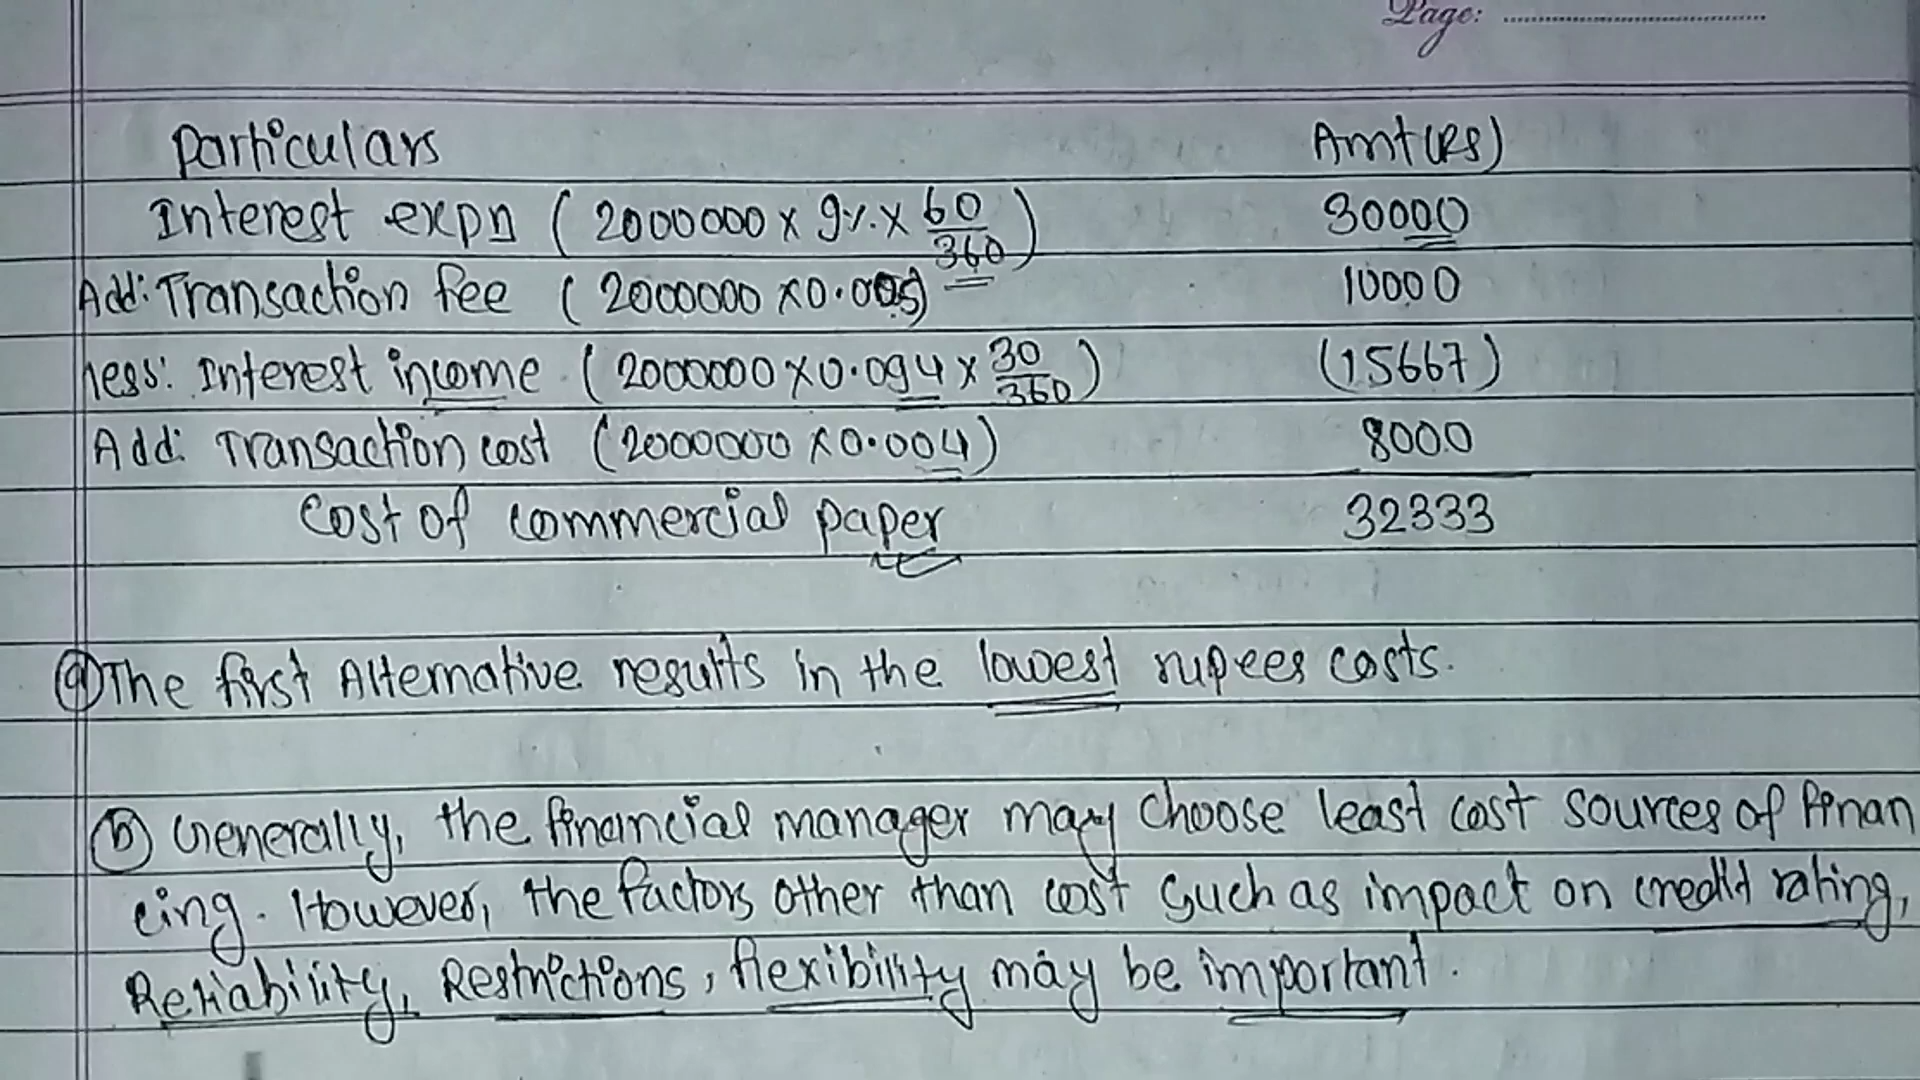 Page: ..........
Particulars Amt(RS)
Interest expn (2000000 x 9%. x 60/360) 30000
Add: Transaction fee (2000000 x0.005) 10000
Less: Interest income (2000000 x0.094 x 30/360) (15667)
Add: Transaction cost (2000000 x0.004) 8000
Cost of commercial paper 32333
(a) The first Alternative results in the lowest rupees costs.
(b) Generally, the financial manager may choose least cost sources of finan
cing. However, the factors other than cost such as impact on credit rating,
Reliability, Restrictions, flexibility may be important.